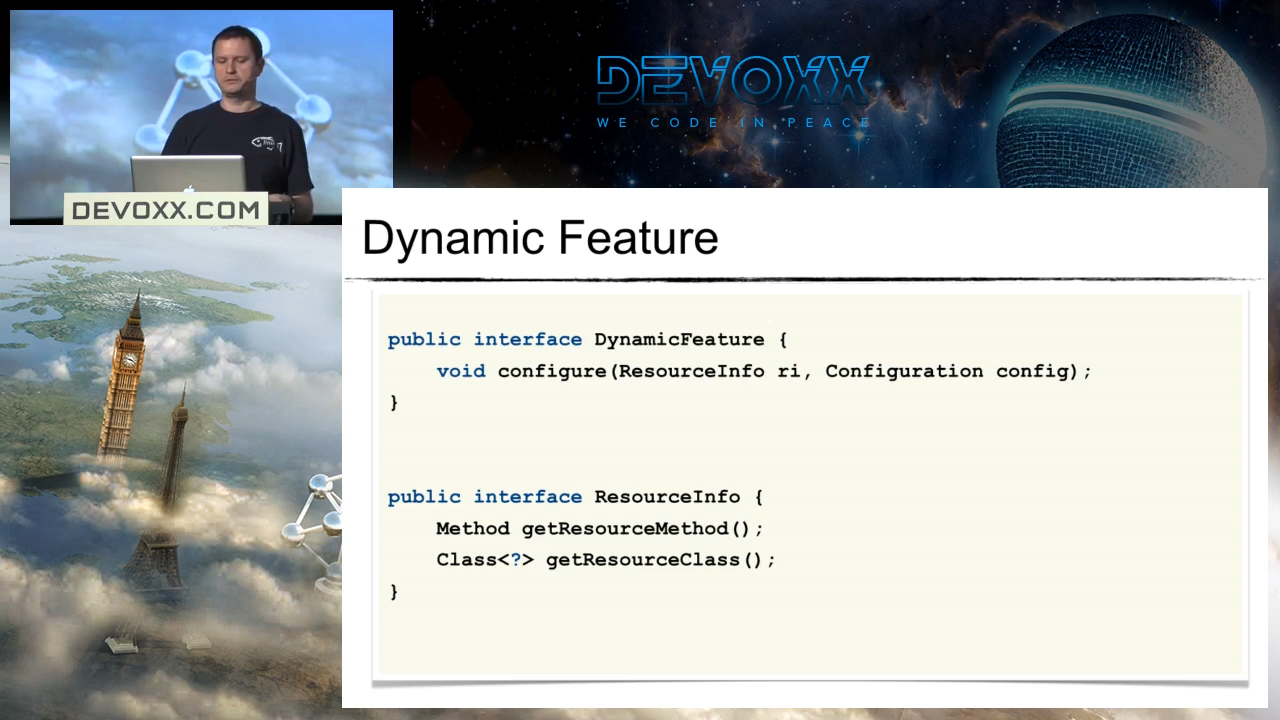 DEVOXX
WE CODE IN PEACE
DEVOXX.COM
Dynamic Feature
public interface DynamicFeature {
void configure(ResourceInfo ri, Configuration config);
}
public interface ResourceInfo {
Method getResourceMethod();
Class<?> getResourceClass();
}